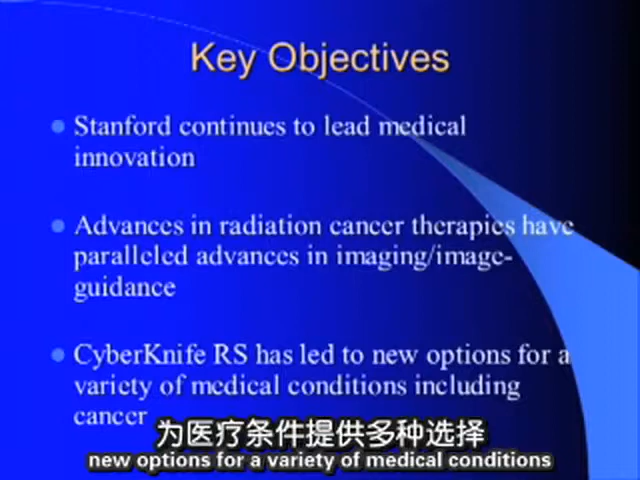 Key Objectives
Stanford continues to lead medical
innovation
Advances in radiation cancer therapies have
paralleled advances in imaging/image-
guidance
CyberKnife RS has led to new options for a
variety of medical conditions including
cancer
为医疗条件提供多种选择
new options for a variety of medical conditions